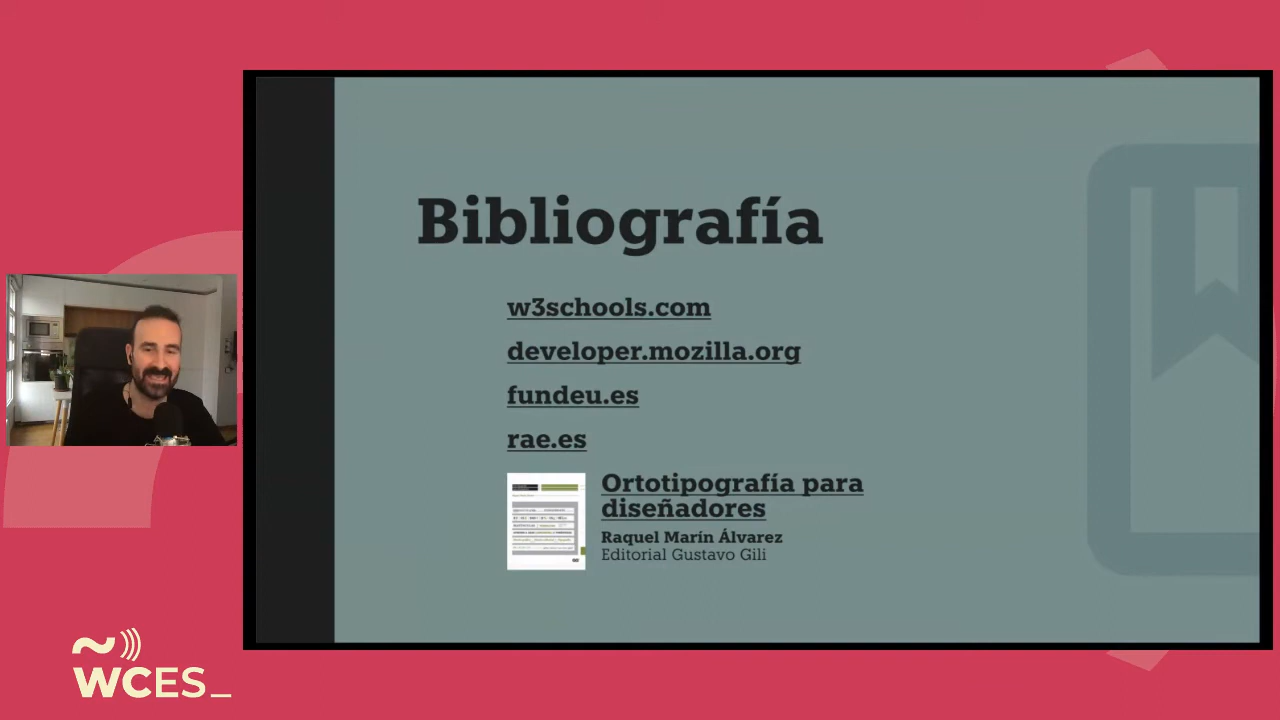 Bibliografía
w3schools.com
developer.mozilla.org
fundeu.es
rae.es
Ortotipografía para
diseñadores
Raquel Marín Álvarez
Editorial Gustavo Gili
WCES_